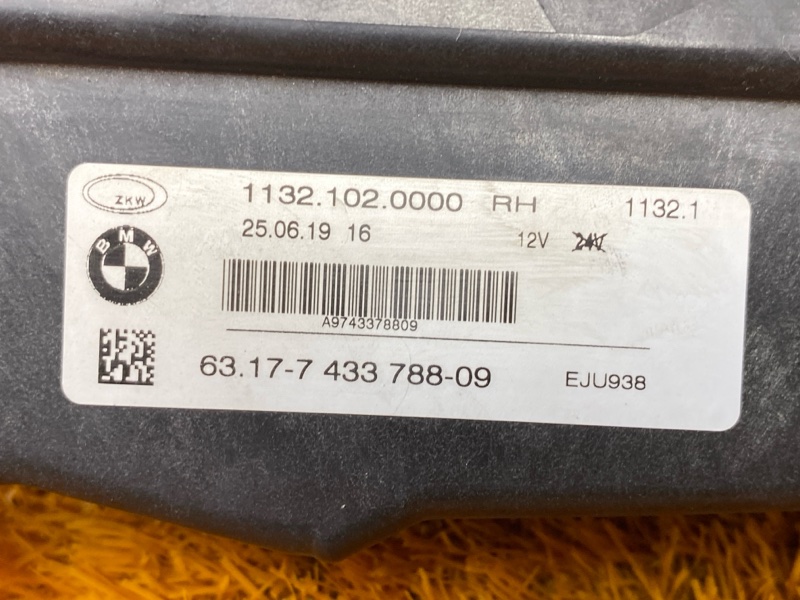 ZKW 1132.102.0000 RH 1132.1
BMW 25.06.19 16 12V 24V
A9743378809
63.17-7 433 788-09 EJU938